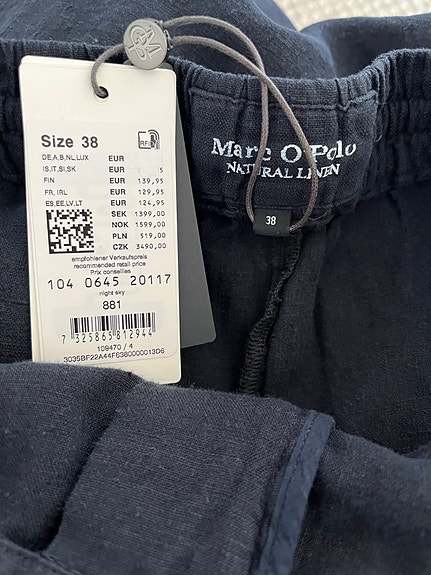 Size 38
RFID
DE,A,B,NL,LUX EUR
IS,IT,SI,SK EUR 5
FIN EUR 139,95
FR, IRL EUR 129,95
ES,EE,LV,LT EUR 124,95
SEK 1399,00
NOK 1599,00
PLN 519,00
CZK 3490,00
empfohlener Verkaufspreis
recommended retail price
Prix conseilles
104 0645 20117
night sky
881
7 325865 812944
109470 / 4
3035BF22A44F6380000013D6
Marc O'Polo
NATURAL LINEN
38